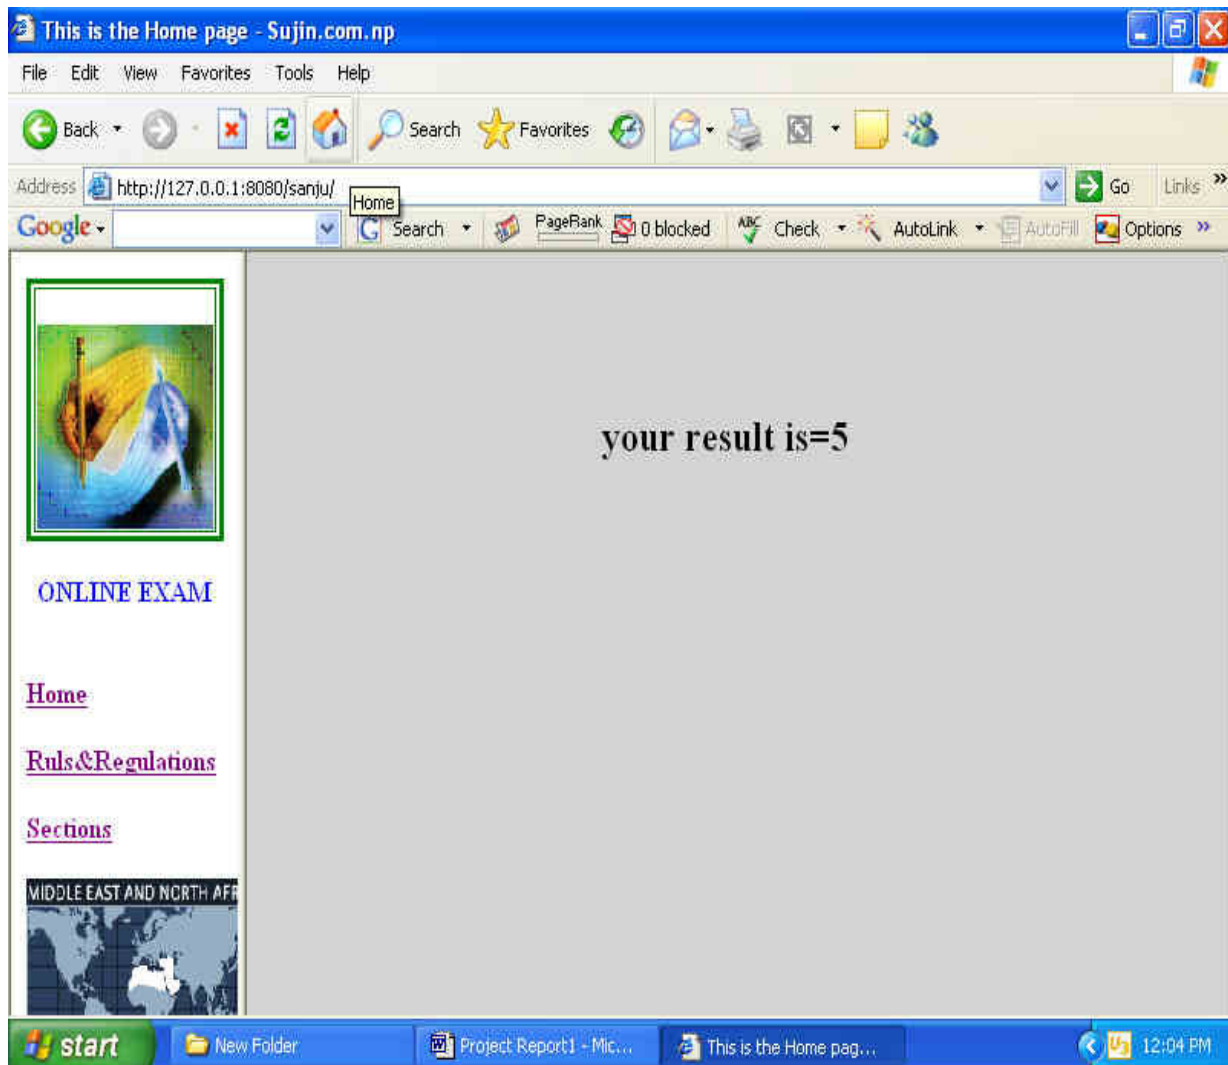 This is the Home page - Sujin.com.np
File Edit View Favorites Tools Help
Back Search Favorites
Address http://127.0.0.1:8080/sanju/ Go Links »
Home
Google Search PageRank 0 blocked ABC Check AutoLink AutoFill Options »
your result is=5
ONLINE EXAM
Home
Ruls&Regulations
Sections
MIDDLE EAST AND NORTH AFR
start New Folder Project Report1 - Mic... This is the Home pag... 12:04 PM